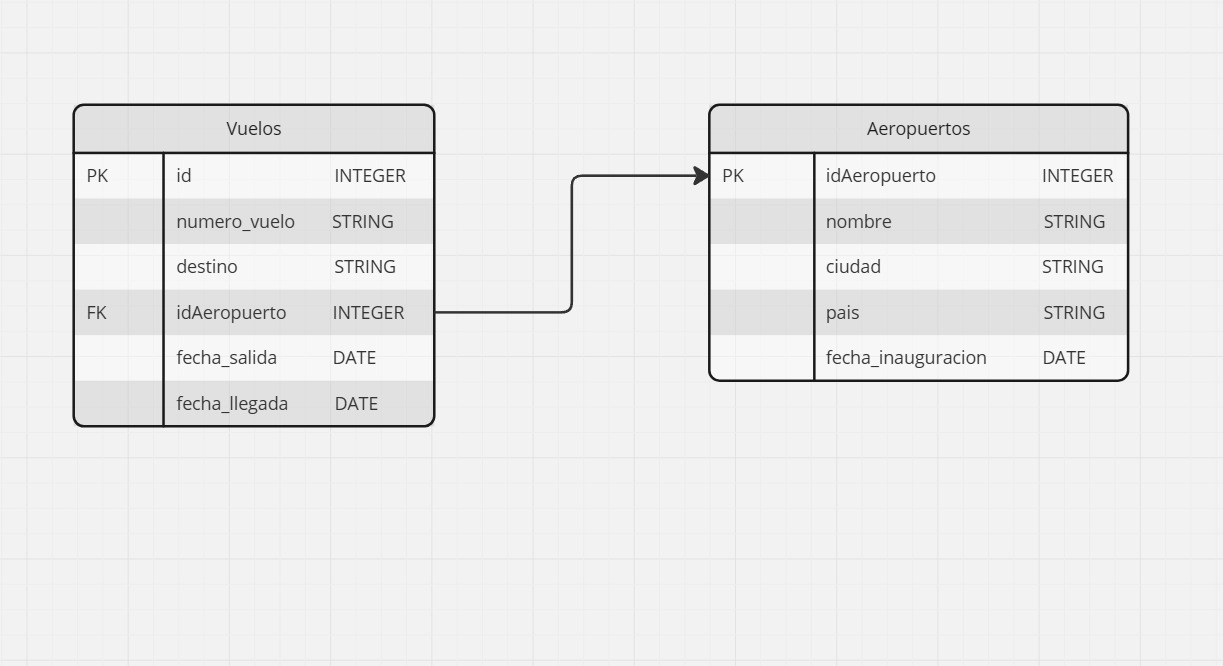 Vuelos
PK id INTEGER
numero_vuelo STRING
destino STRING
FK idAeropuerto INTEGER
fecha_salida DATE
fecha_llegada DATE
Aeropuertos
PK idAeropuerto INTEGER
nombre STRING
ciudad STRING
pais STRING
fecha_inauguracion DATE